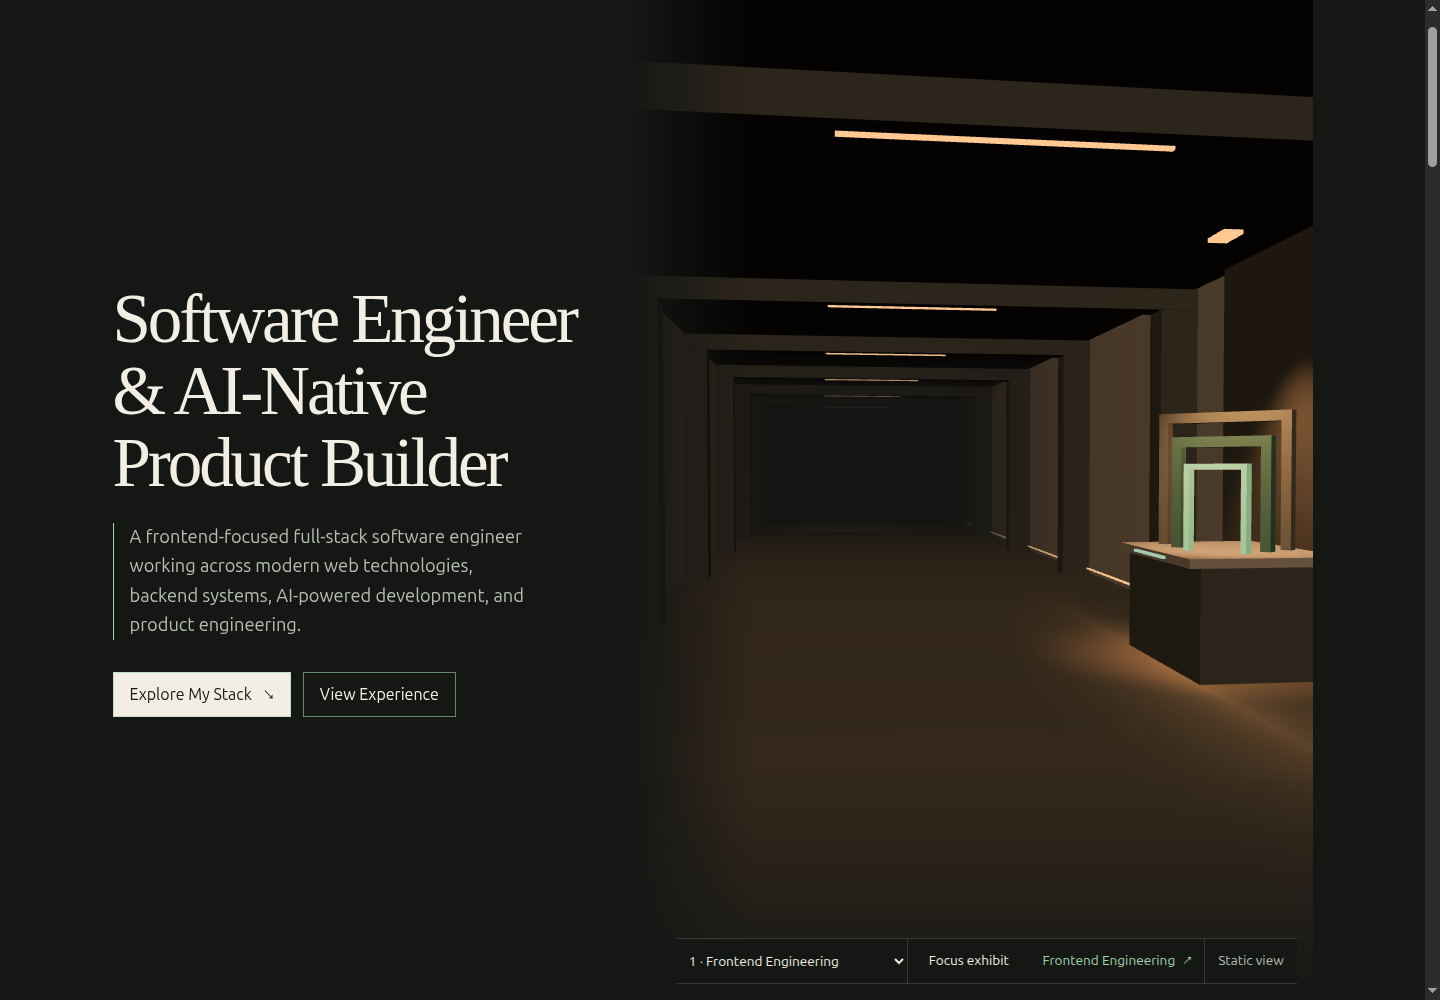 Software Engineer
& AI-Native
Product Builder
A frontend-focused full-stack software engineer
working across modern web technologies,
backend systems, AI-powered development, and
product engineering.
Explore My Stack ↘
View Experience
1 · Frontend Engineering
Focus exhibit
Frontend Engineering ↗
Static view